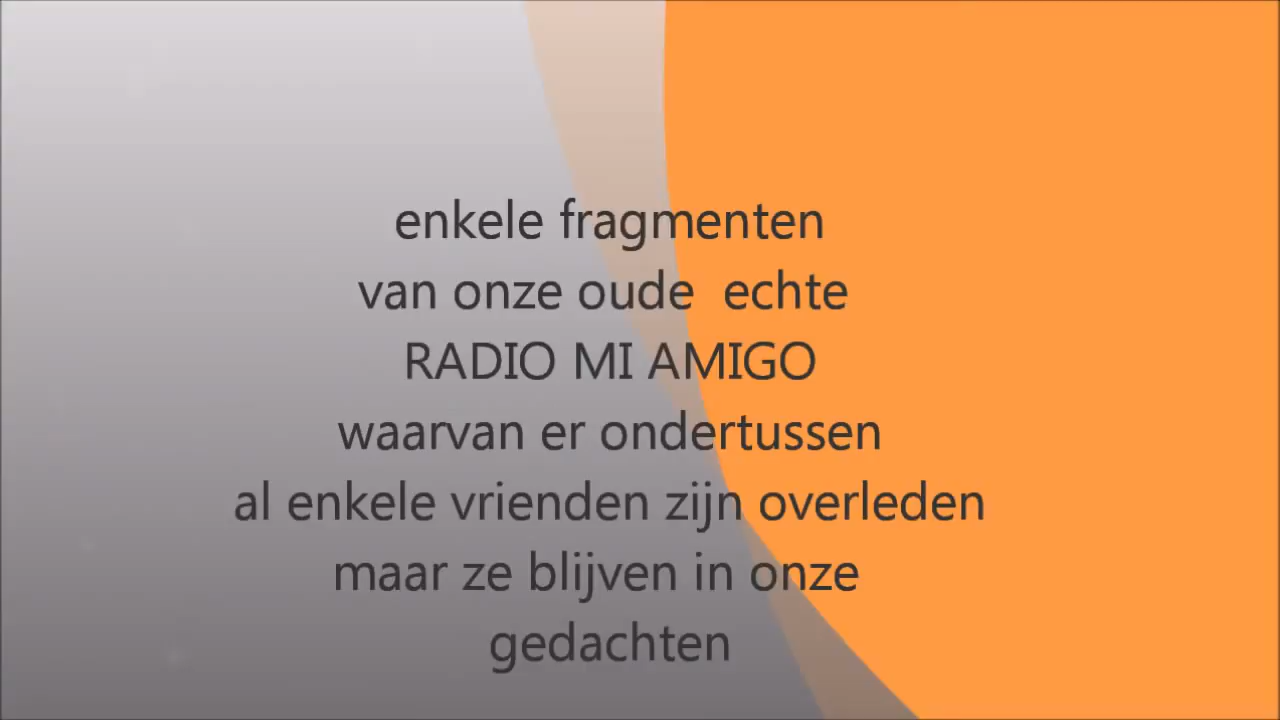 enkele fragmenten
van onze oude  echte
RADIO MI AMIGO
waarvan er ondertussen
al enkele vrienden zijn overleden
maar ze blijven in onze
gedachten